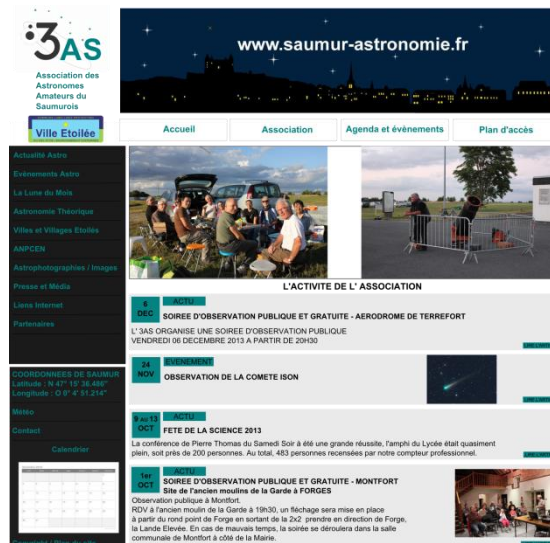 3AS
www.saumur-astronomie.fr
Association des
Astronomes
Amateurs du
Saumurois
Ville Etoilée
Accueil
Association
Agenda et évènements
Plan d'accès
Actualité Astro
Evènements Astro
La Lune du Mois
Astronomie Théorique
Villes et Villages Etoilés
ANPCEN
Astrophotographies / Images
Presse et Média
Liens Internet
Partenaires
COORDONNEES DE SAUMUR
Latitude : N 47° 15' 36.486"
Longitude : O 0° 4' 51.214"
Météo
Contact
Calendrier
L'ACTIVITE DE L' ASSOCIATION
6
DEC
ACTU
SOIREE D'OBSERVATION PUBLIQUE ET GRATUITE - AERODROME DE TERREFORT
L' 3AS ORGANISE UNE SOIREE D'OBSERVATION PUBLIQUE
VENDREDI 06 DECEMBRE 2013 A PARTIR DE 20H30
24
NOV
EVENEMENT
OBSERVATION DE LA COMETE ISON
9 AU 13
OCT
ACTU
FETE DE LA SCIENCE 2013
La conférence de Pierre Thomas du Samedi Soir à été une grande réussite, l'amphi du Lycée était quasiment
plein, soit près de 200 personnes. Au total, 483 personnes recensées par notre compteur professionnel.
1er
OCT
ACTU
SOIREE D'OBSERVATION PUBLIQUE ET GRATUITE - MONTFORT
Site de l'ancien moulins de la Garde à FORGES
Observation publique à Montfort.
RDV à l'ancien moulin de la Garde à 19h30, un fléchage sera mise en place
à partir du rond point de Forge en sortant de la 2x2 prendre en direction de Forge,
la Lande Elevée. En cas de mauvais temps, la soirée se déroulera dans la salle
communale de Montfort à côté de la Mairie.